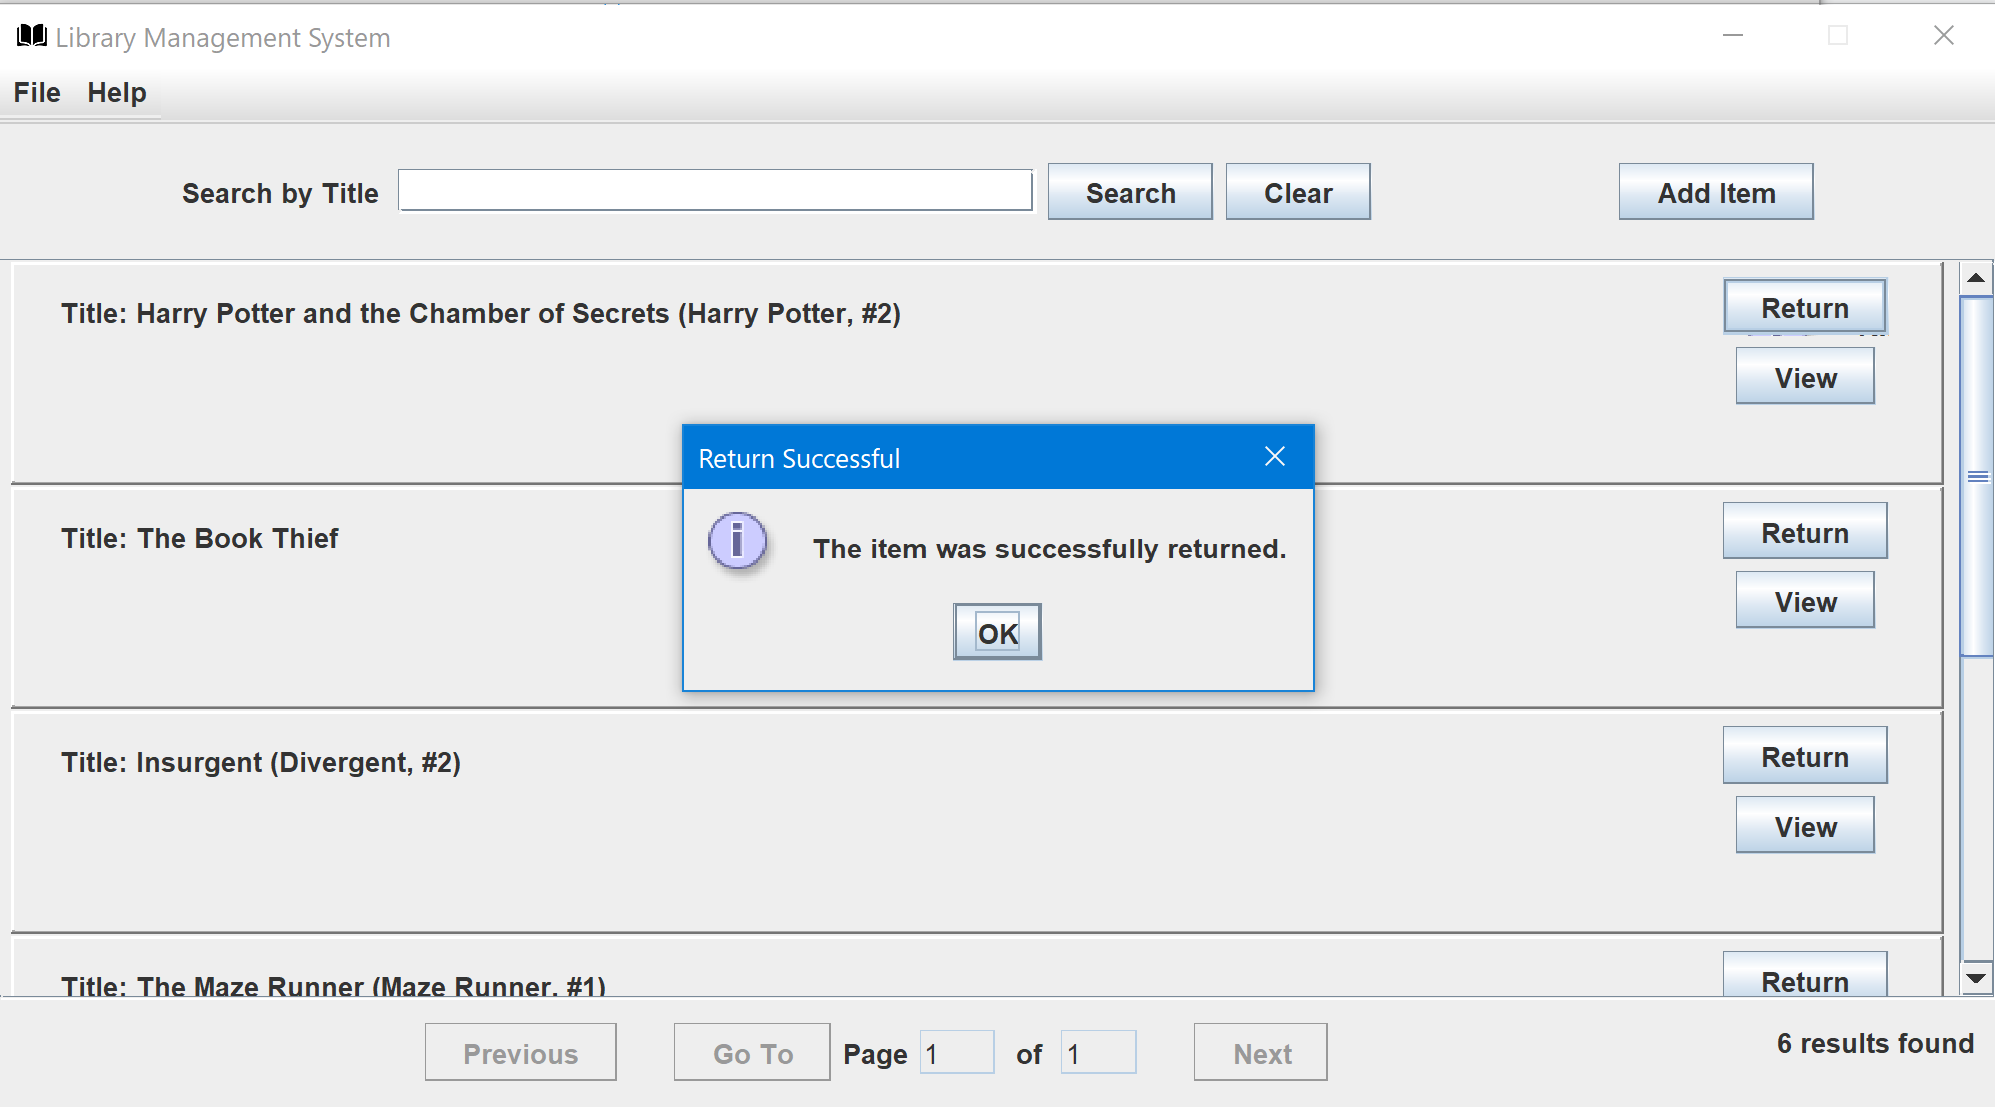 Library Management System
File Help
Search by Title Search Clear Add Item
Title: Harry Potter and the Chamber of Secrets (Harry Potter, #2) Return
View
Return Successful
Title: The Book Thief Return
The item was successfully returned.
View
OK
Title: Insurgent (Divergent, #2) Return
View
Title: The Maze Runner (Maze Runner, #1) Return
Previous Go To Page 1 of 1 Next 6 results found